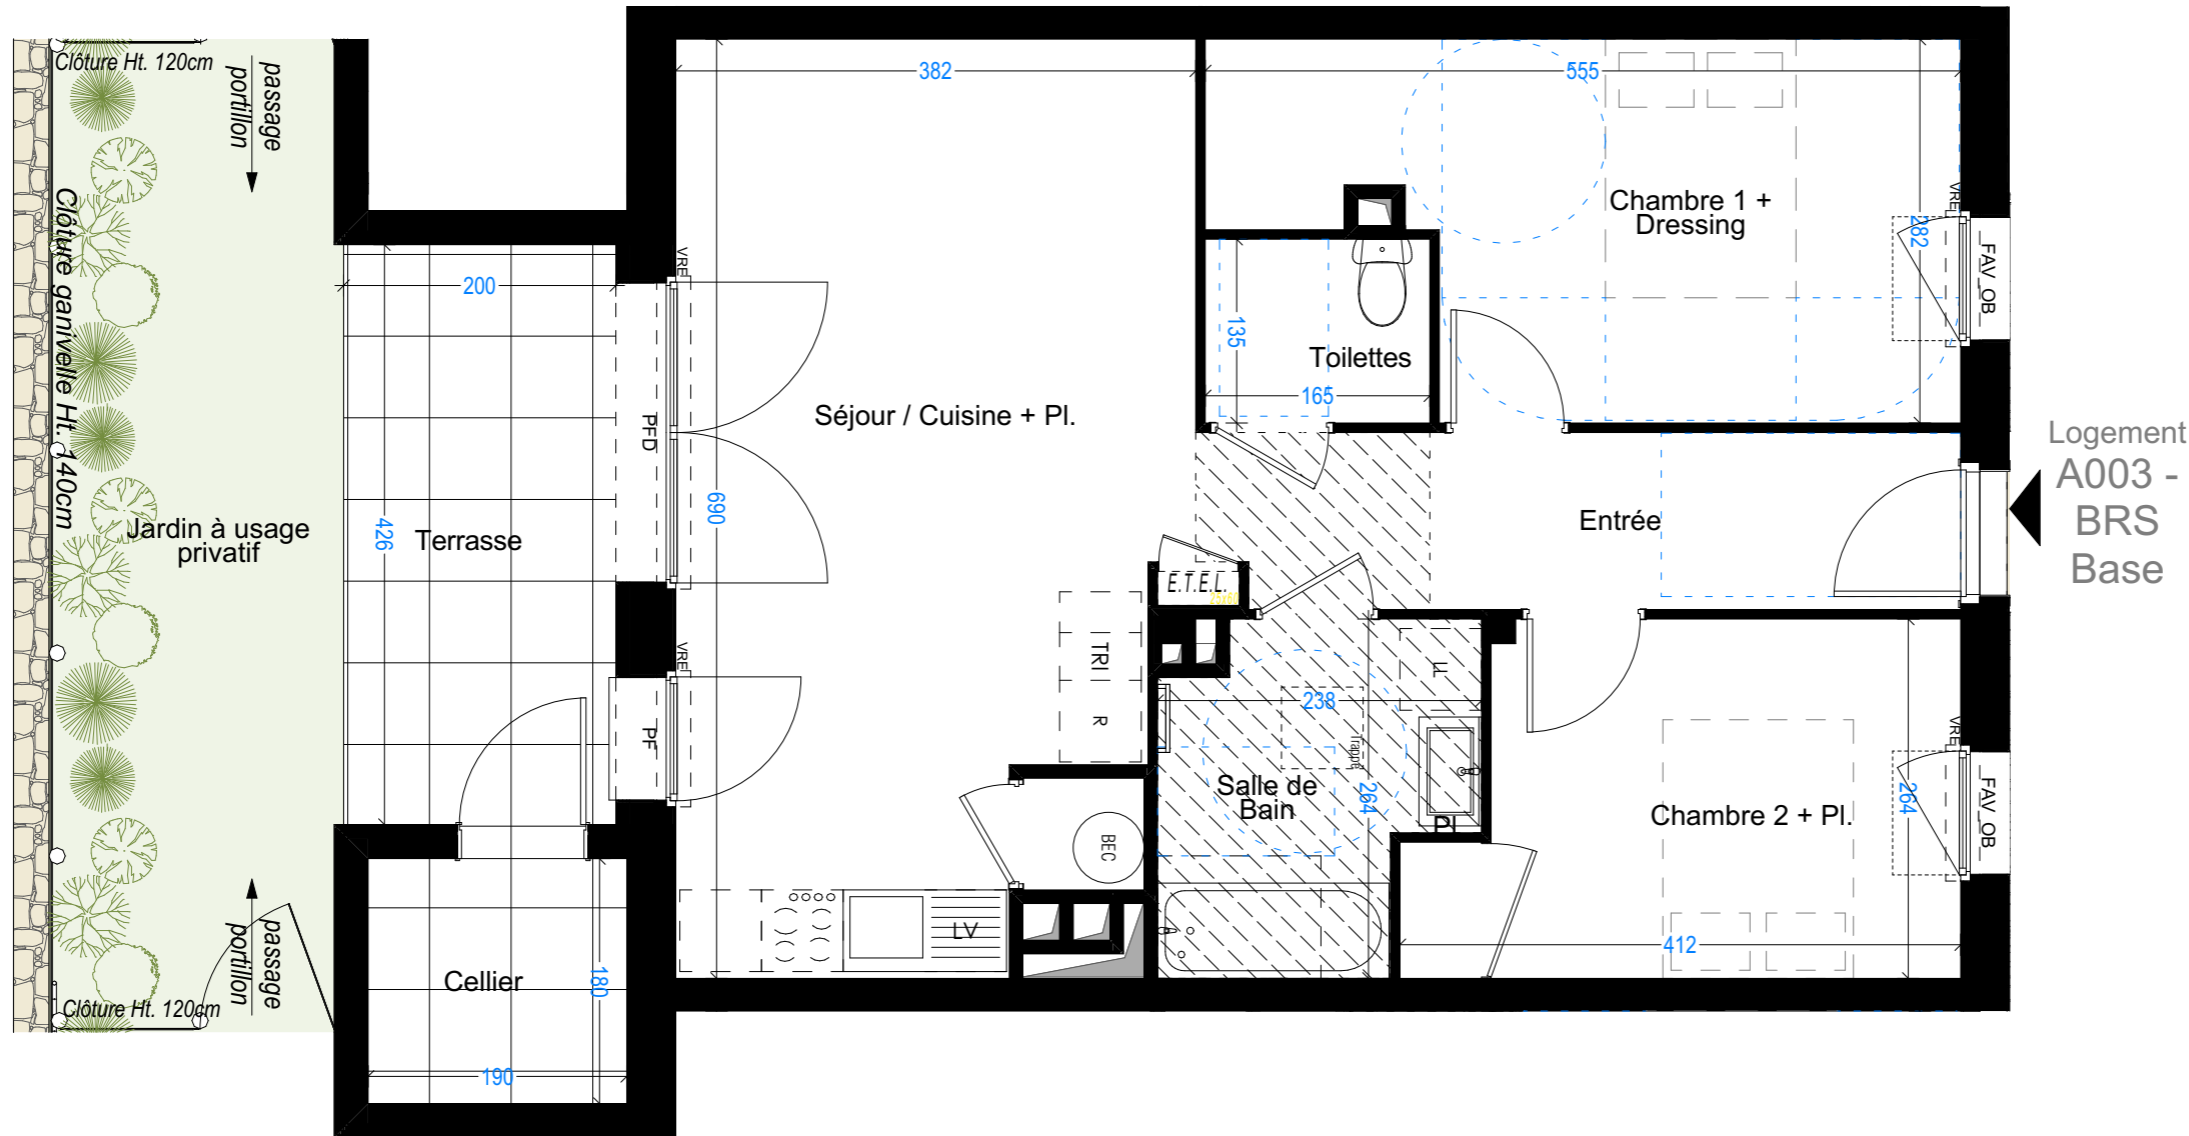 Clôture Ht. 120cm
passage
portillon
Clôture ganivelle Ht. 140cm
Jardin à usage
privatif
passage
portillon
Clôture Ht. 120cm
200
426
Terrasse
Cellier
180
190
382
690
VRE
PFD
VRE
PF
Séjour / Cuisine + Pl.
TRI
R
BEC
LV
E.T.E.L.
555
Chambre 1 +
Dressing
282
VRE
FAV_OB
135
Toilettes
165
Entrée
Logement
A003 -
BRS
Base
LL
238
Trappe
264
Salle de
Bain
Pl
Chambre 2 + Pl.
412
264
VRE
FAV_OB